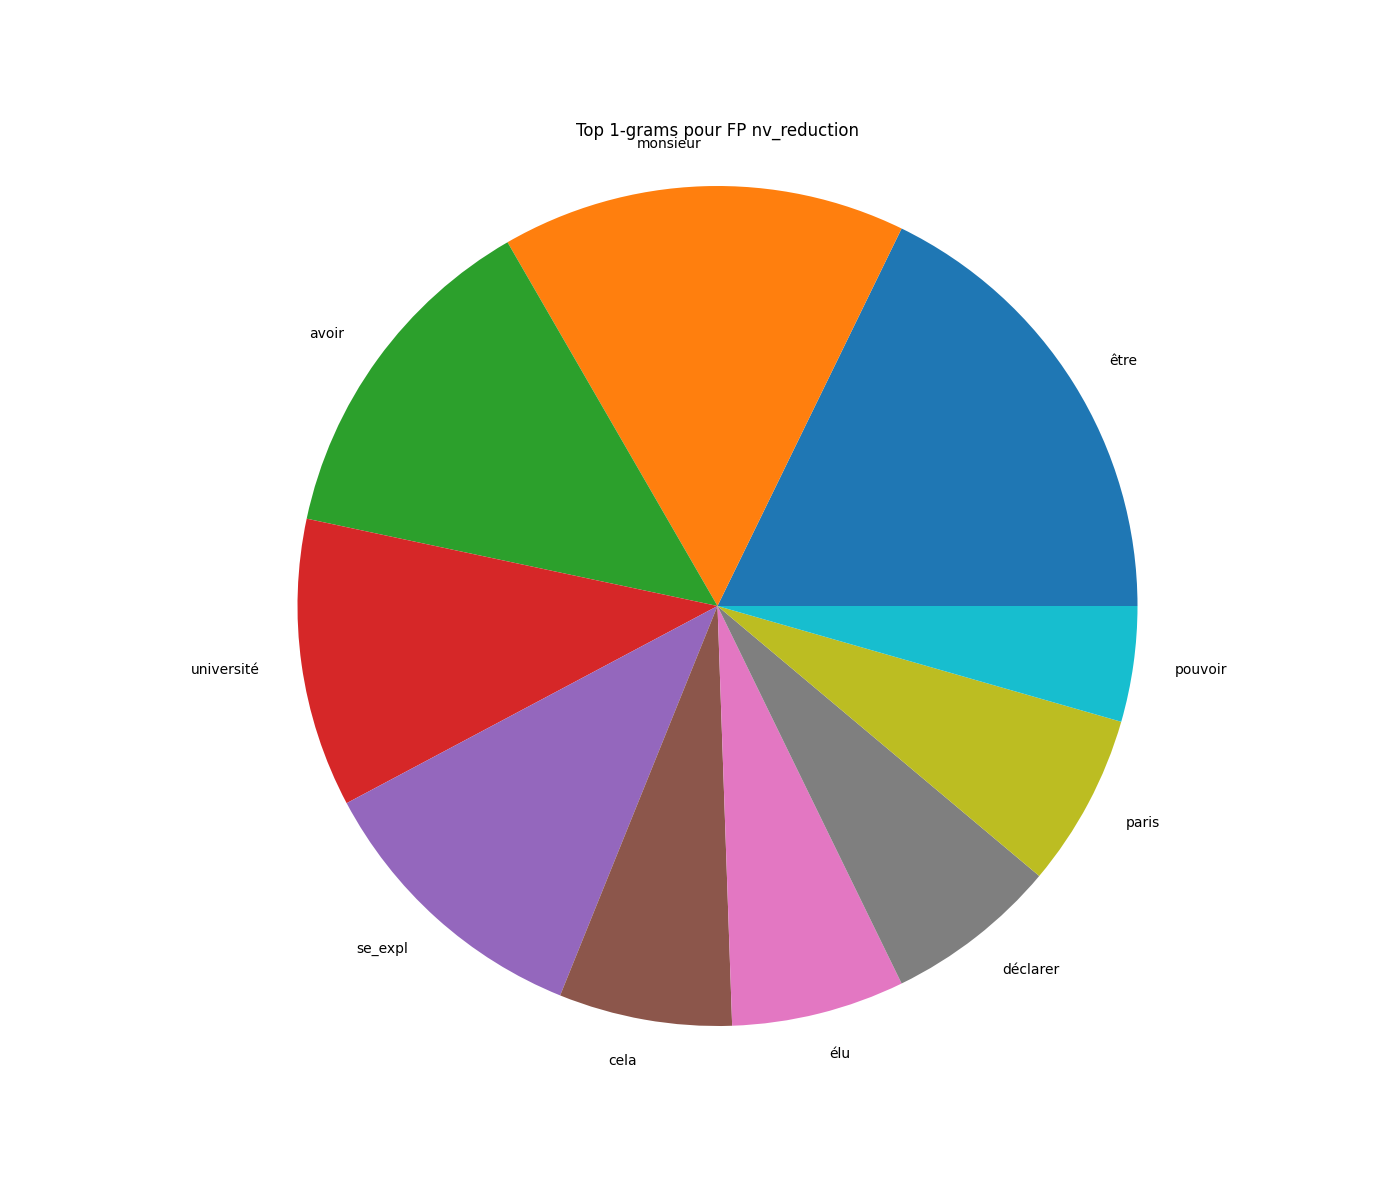 Top 1-grams pour FP nv_reduction
monsieur
avoir
être
université
pouvoir
paris
se_expl
déclarer
cela
élu